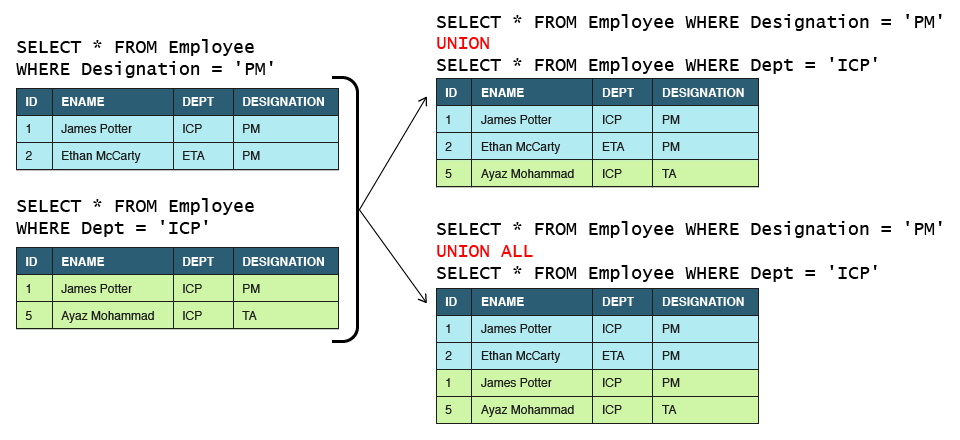 SELECT * FROM Employee
WHERE Designation = 'PM'
ID ENAME DEPT DESIGNATION
1 James Potter ICP PM
2 Ethan McCarty ETA PM
SELECT * FROM Employee
WHERE Dept = 'ICP'
ID ENAME DEPT DESIGNATION
1 James Potter ICP PM
5 Ayaz Mohammad ICP TA
SELECT * FROM Employee WHERE Designation = 'PM'
UNION
SELECT * FROM Employee WHERE Dept = 'ICP'
ID ENAME DEPT DESIGNATION
1 James Potter ICP PM
2 Ethan McCarty ETA PM
5 Ayaz Mohammad ICP TA
SELECT * FROM Employee WHERE Designation = 'PM'
UNION ALL
SELECT * FROM Employee WHERE Dept = 'ICP'
ID ENAME DEPT DESIGNATION
1 James Potter ICP PM
2 Ethan McCarty ETA PM
1 James Potter ICP PM
5 Ayaz Mohammad ICP TA